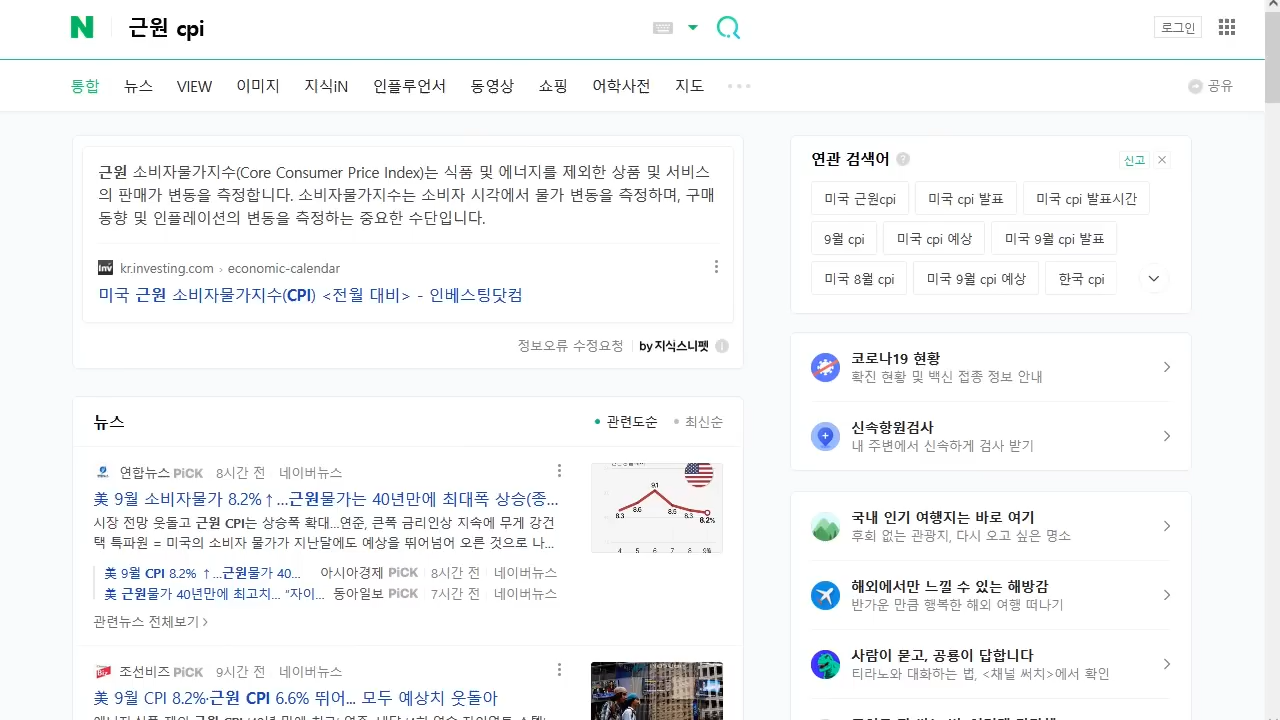 N 근원 cpi
로그인
통합 뉴스 VIEW 이미지 지식iN 인플루언서 동영상 쇼핑 어학사전 지도
공유
근원 소비자물가지수(Core Consumer Price Index)는 식품 및 에너지를 제외한 상품 및 서비스
의 판매가 변동을 측정합니다. 소비자물가지수는 소비자 시각에서 물가 변동을 측정하며, 구매
동향 및 인플레이션의 변동을 측정하는 중요한 수단입니다.
Inv kr.investing.com › economic-calendar
미국 근원 소비자물가지수(CPI) <전월 대비> - 인베스팅닷컴
정보오류 수정요청 by 지식스니펫
뉴스
관련도순 최신순
연합뉴스 PiCK 8시간 전 네이버뉴스
美 9월 소비자물가 8.2%↑…근원물가는 40년만에 최대폭 상승(종...
시장 전망 웃돌고 근원 CPI는 상승폭 확대…연준, 큰폭 금리인상 지속에 무게 강건
택 특파원 = 미국의 소비자 물가가 지난달에도 예상을 뛰어넘어 오른 것으로 나...
美 9월 CPI 8.2% ↑…근원물가 40... 아시아경제 PiCK 8시간 전 네이버뉴스
美 근원물가 40년만에 최고치… "자이... 동아일보 PiCK 7시간 전 네이버뉴스
관련뉴스 전체보기 ›
8.3 8.6 9.1 8.5 8.3 8.2%
4 5 6 7 8 9월
조선비즈 PiCK 9시간 전 네이버뉴스
美 9월 CPI 8.2%·근원 CPI 6.6% 뛰어... 모두 예상치 웃돌아
연관 검색어 ?
신고
미국 근원cpi 미국 cpi 발표 미국 cpi 발표시간
9월 cpi 미국 cpi 예상 미국 9월 cpi 발표
미국 8월 cpi 미국 9월 cpi 예상 한국 cpi
코로나19 현황
확진 현황 및 백신 접종 정보 안내
신속항원검사
내 주변에서 신속하게 검사 받기
국내 인기 여행지는 바로 여기
후회 없는 관광지, 다시 오고 싶은 명소
해외에서만 느낄 수 있는 해방감
반가운 만큼 행복한 해외 여행 떠나기
사람이 묻고, 공룡이 답합니다
티라노와 대화하는 법, <채널 써치>에서 확인